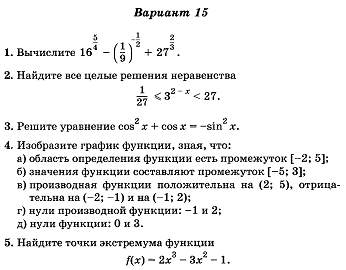 Вариант 15
1. Вычислите 16^{5/4} − (1/9)^{−1/2} + 27^{2/3}.
2. Найдите все целые решения неравенства
1/27 ⩽ 3^{2 − x} < 27.
3. Решите уравнение cos² x + cos x = −sin² x.
4. Изобразите график функции, зная, что:
а) область определения функции есть промежуток [−2; 5];
б) значения функции составляют промежуток [−5; 3];
в) производная функции положительна на (2; 5), отрица-
тельна на (−2; −1) и на (−1; 2);
г) нули производной функции: −1 и 2;
д) нули функции: 0 и 3.
5. Найдите точки экстремума функции
f(x) = 2x³ − 3x² − 1.